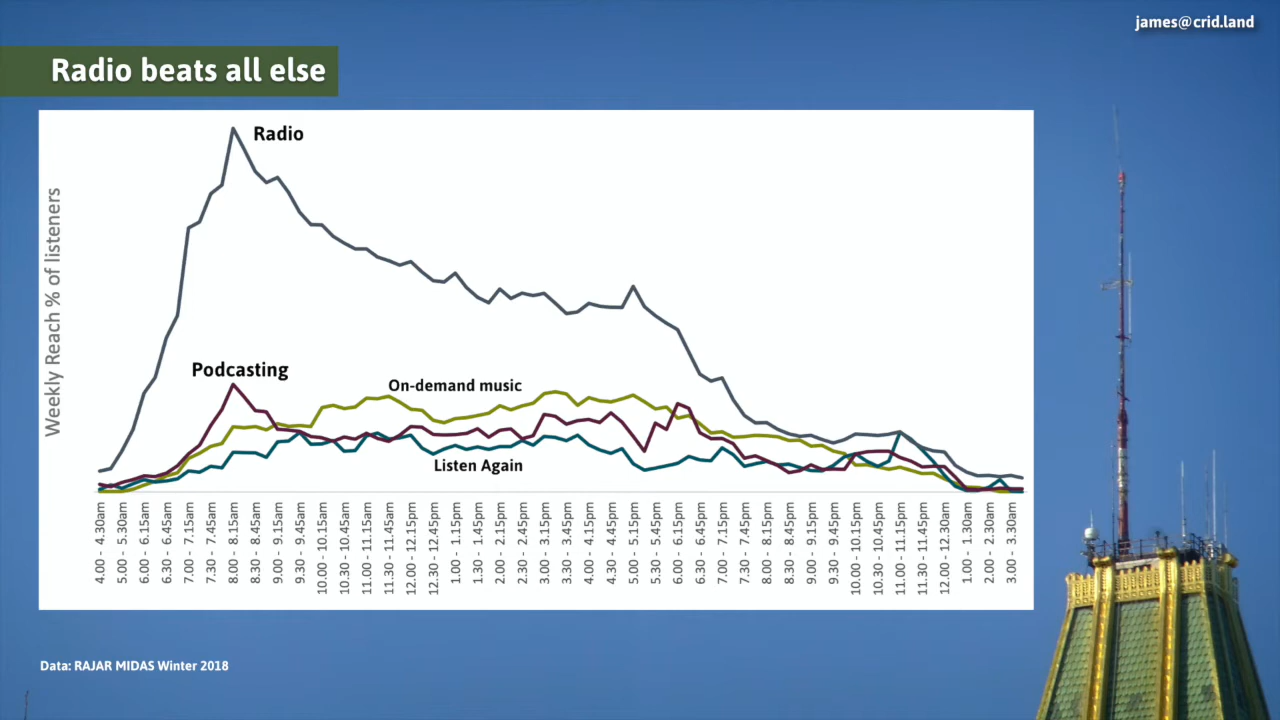 james@crid.land
Radio beats all else
Weekly Reach % of listeners
Radio
Podcasting
On-demand music
Listen Again
4.00 - 4.30am
5.00 - 5.30am
6.00 - 6.15am
6.30 - 6.45am
7.00 - 7.15am
7.30 - 7.45am
8.00 - 8.15am
8.30 - 8.45am
9.00 - 9.15am
9.30 - 9.45am
10.00 - 10.15am
10.30 - 10.45am
11.00 - 11.15am
11.30 - 11.45am
12.00 - 12.15pm
12.30 - 12.45pm
1.00 - 1.15pm
1.30 - 1.45pm
2.00 - 2.15pm
2.30 - 2.45pm
3.00 - 3.15pm
3.30 - 3.45pm
4.00 - 4.15pm
4.30 - 4.45pm
5.00 - 5.15pm
5.30 - 5.45pm
6.00 - 6.15pm
6.30 - 6.45pm
7.00 - 7.15pm
7.30 - 7.45pm
8.00 - 8.15pm
8.30 - 8.45pm
9.00 - 9.15pm
9.30 - 9.45pm
10.00 - 10.15pm
10.30 - 10.45pm
11.00 - 11.15pm
11.30 - 11.45pm
12.00 - 12.30am
1.00 - 1.30am
2.00 - 2.30am
3.00 - 3.30am
Data: RAJAR MIDAS Winter 2018